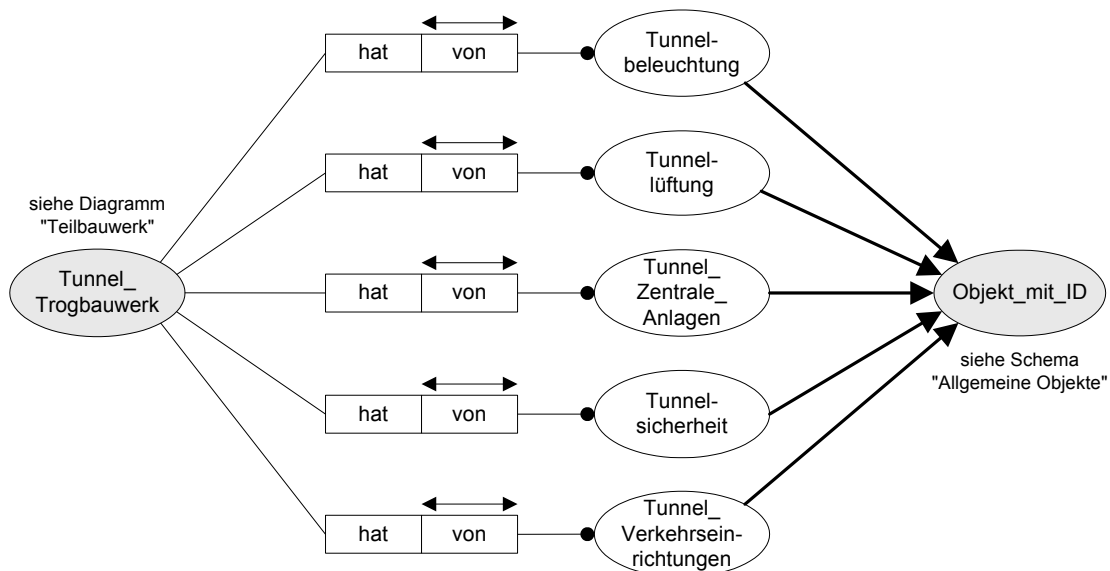 hat
von
Tunnel-
beleuchtung
hat
von
Tunnel-
lüftung
siehe Diagramm
"Teilbauwerk"
Tunnel_
Trogbauwerk
hat
von
Tunnel_
Zentrale_
Anlagen
Objekt_mit_ID
siehe Schema
"Allgemeine Objekte"
hat
von
Tunnel-
sicherheit
hat
von
Tunnel_
Verkehrsein-
richtungen